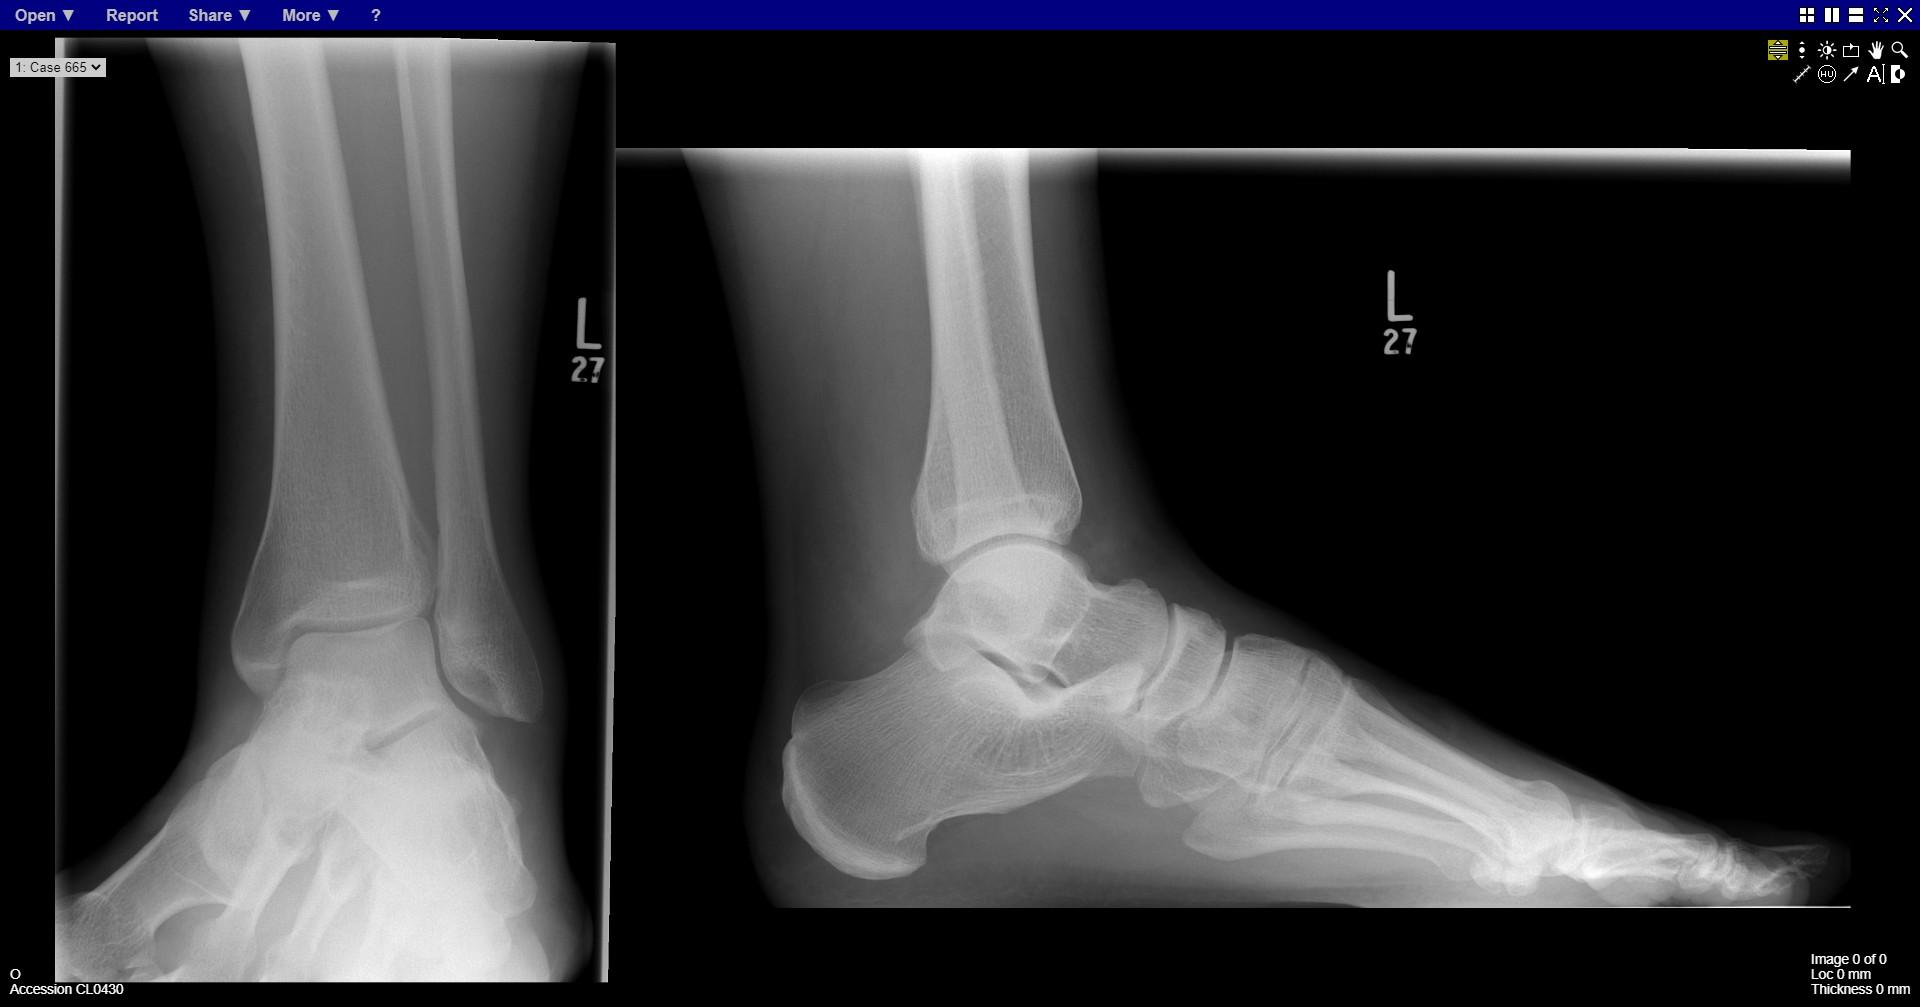 Open ▼ Report Share ▼ More ▼ ?
1: Case 665
HU A
L
27
L
27
O
Accession CL0430
Image 0 of 0
Loc 0 mm
Thickness 0 mm